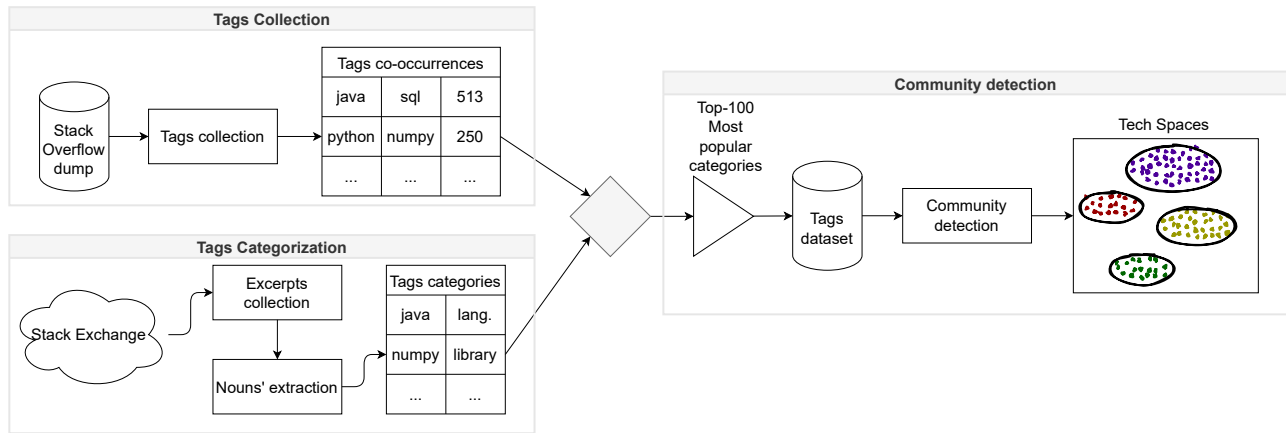 Tags Collection
Stack
Overflow
dump
Tags collection
Tags co-occurrences
java sql 513
python numpy 250
... ... ...
Tags Categorization
Stack Exchange
Excerpts
collection
Nouns' extraction
Tags categories
java lang.
numpy library
... ...
Community detection
Top-100
Most
popular
categories
Tags
dataset
Community
detection
Tech Spaces